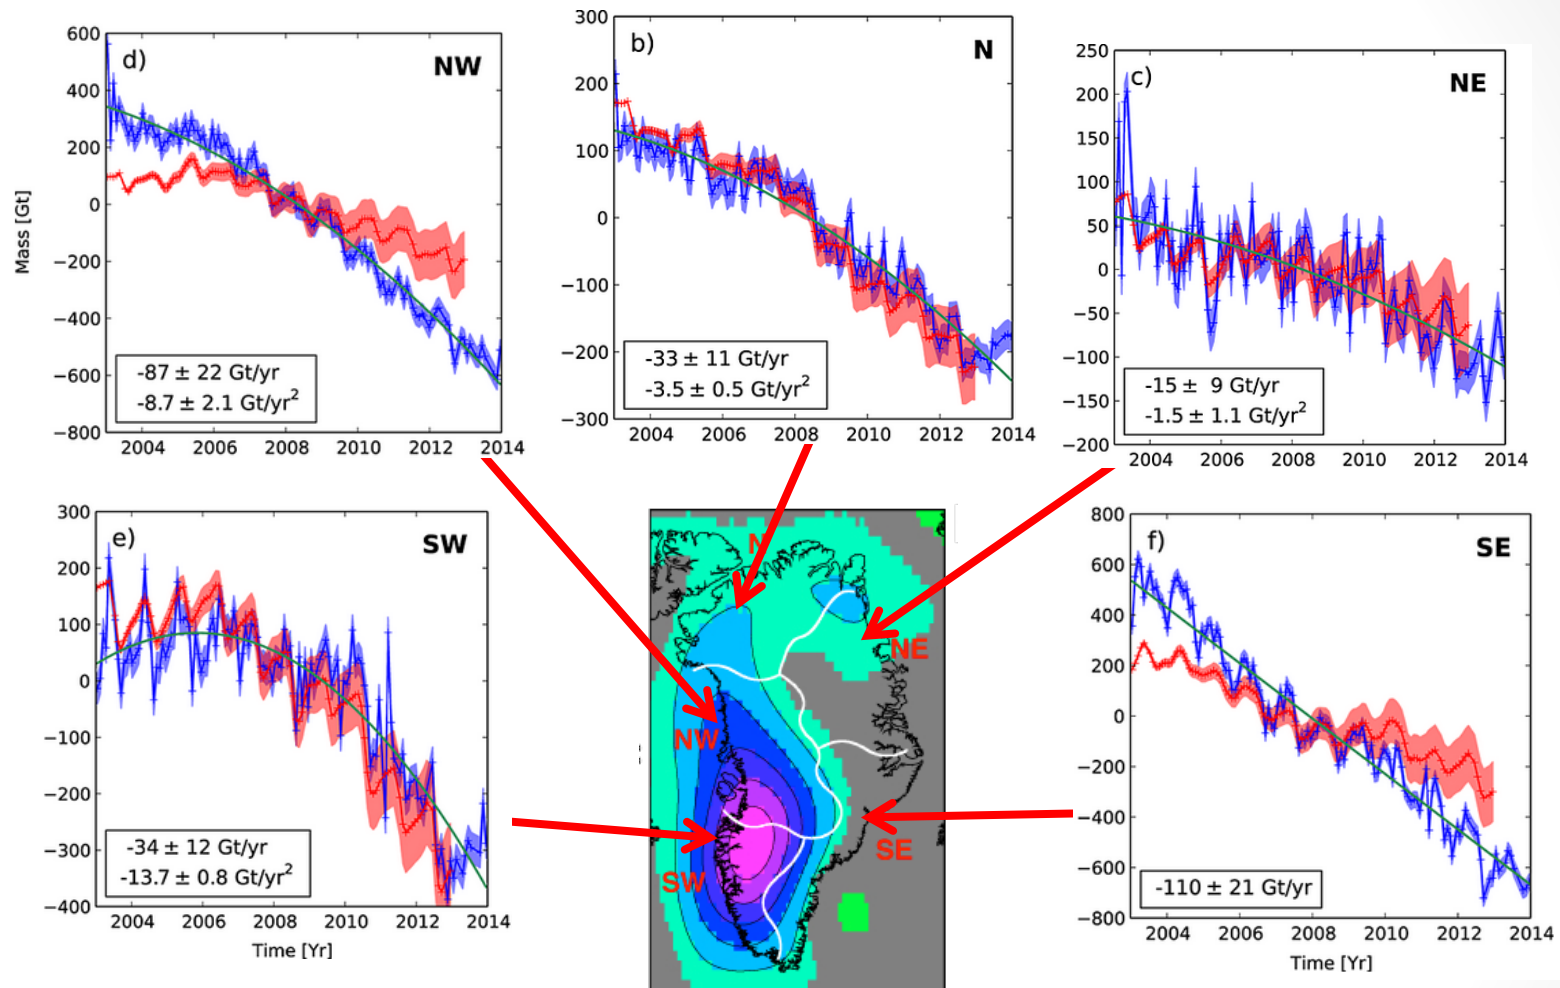 d)
NW
600
400
200
0
−200
−400
−600
−800
Mass [Gt]
-87 ± 22 Gt/yr
-8.7 ± 2.1 Gt/yr²
2004 2006 2008 2010 2012 2014
b)
N
300
200
100
0
−100
−200
−300
-33 ± 11 Gt/yr
-3.5 ± 0.5 Gt/yr²
2004 2006 2008 2010 2012 2014
c)
NE
250
200
150
100
50
0
−50
−100
−150
−200
-15 ± 9 Gt/yr
-1.5 ± 1.1 Gt/yr²
2004 2006 2008 2010 2012 2014
e)
SW
300
200
100
0
−100
−200
−300
−400
-34 ± 12 Gt/yr
-13.7 ± 0.8 Gt/yr²
2004 2006 2008 2010 2012 2014
Time [Yr]
N
NE
NW
SE
SW
f)
SE
800
600
400
200
0
−200
−400
−600
−800
-110 ± 21 Gt/yr
2004 2006 2008 2010 2012 2014
Time [Yr]